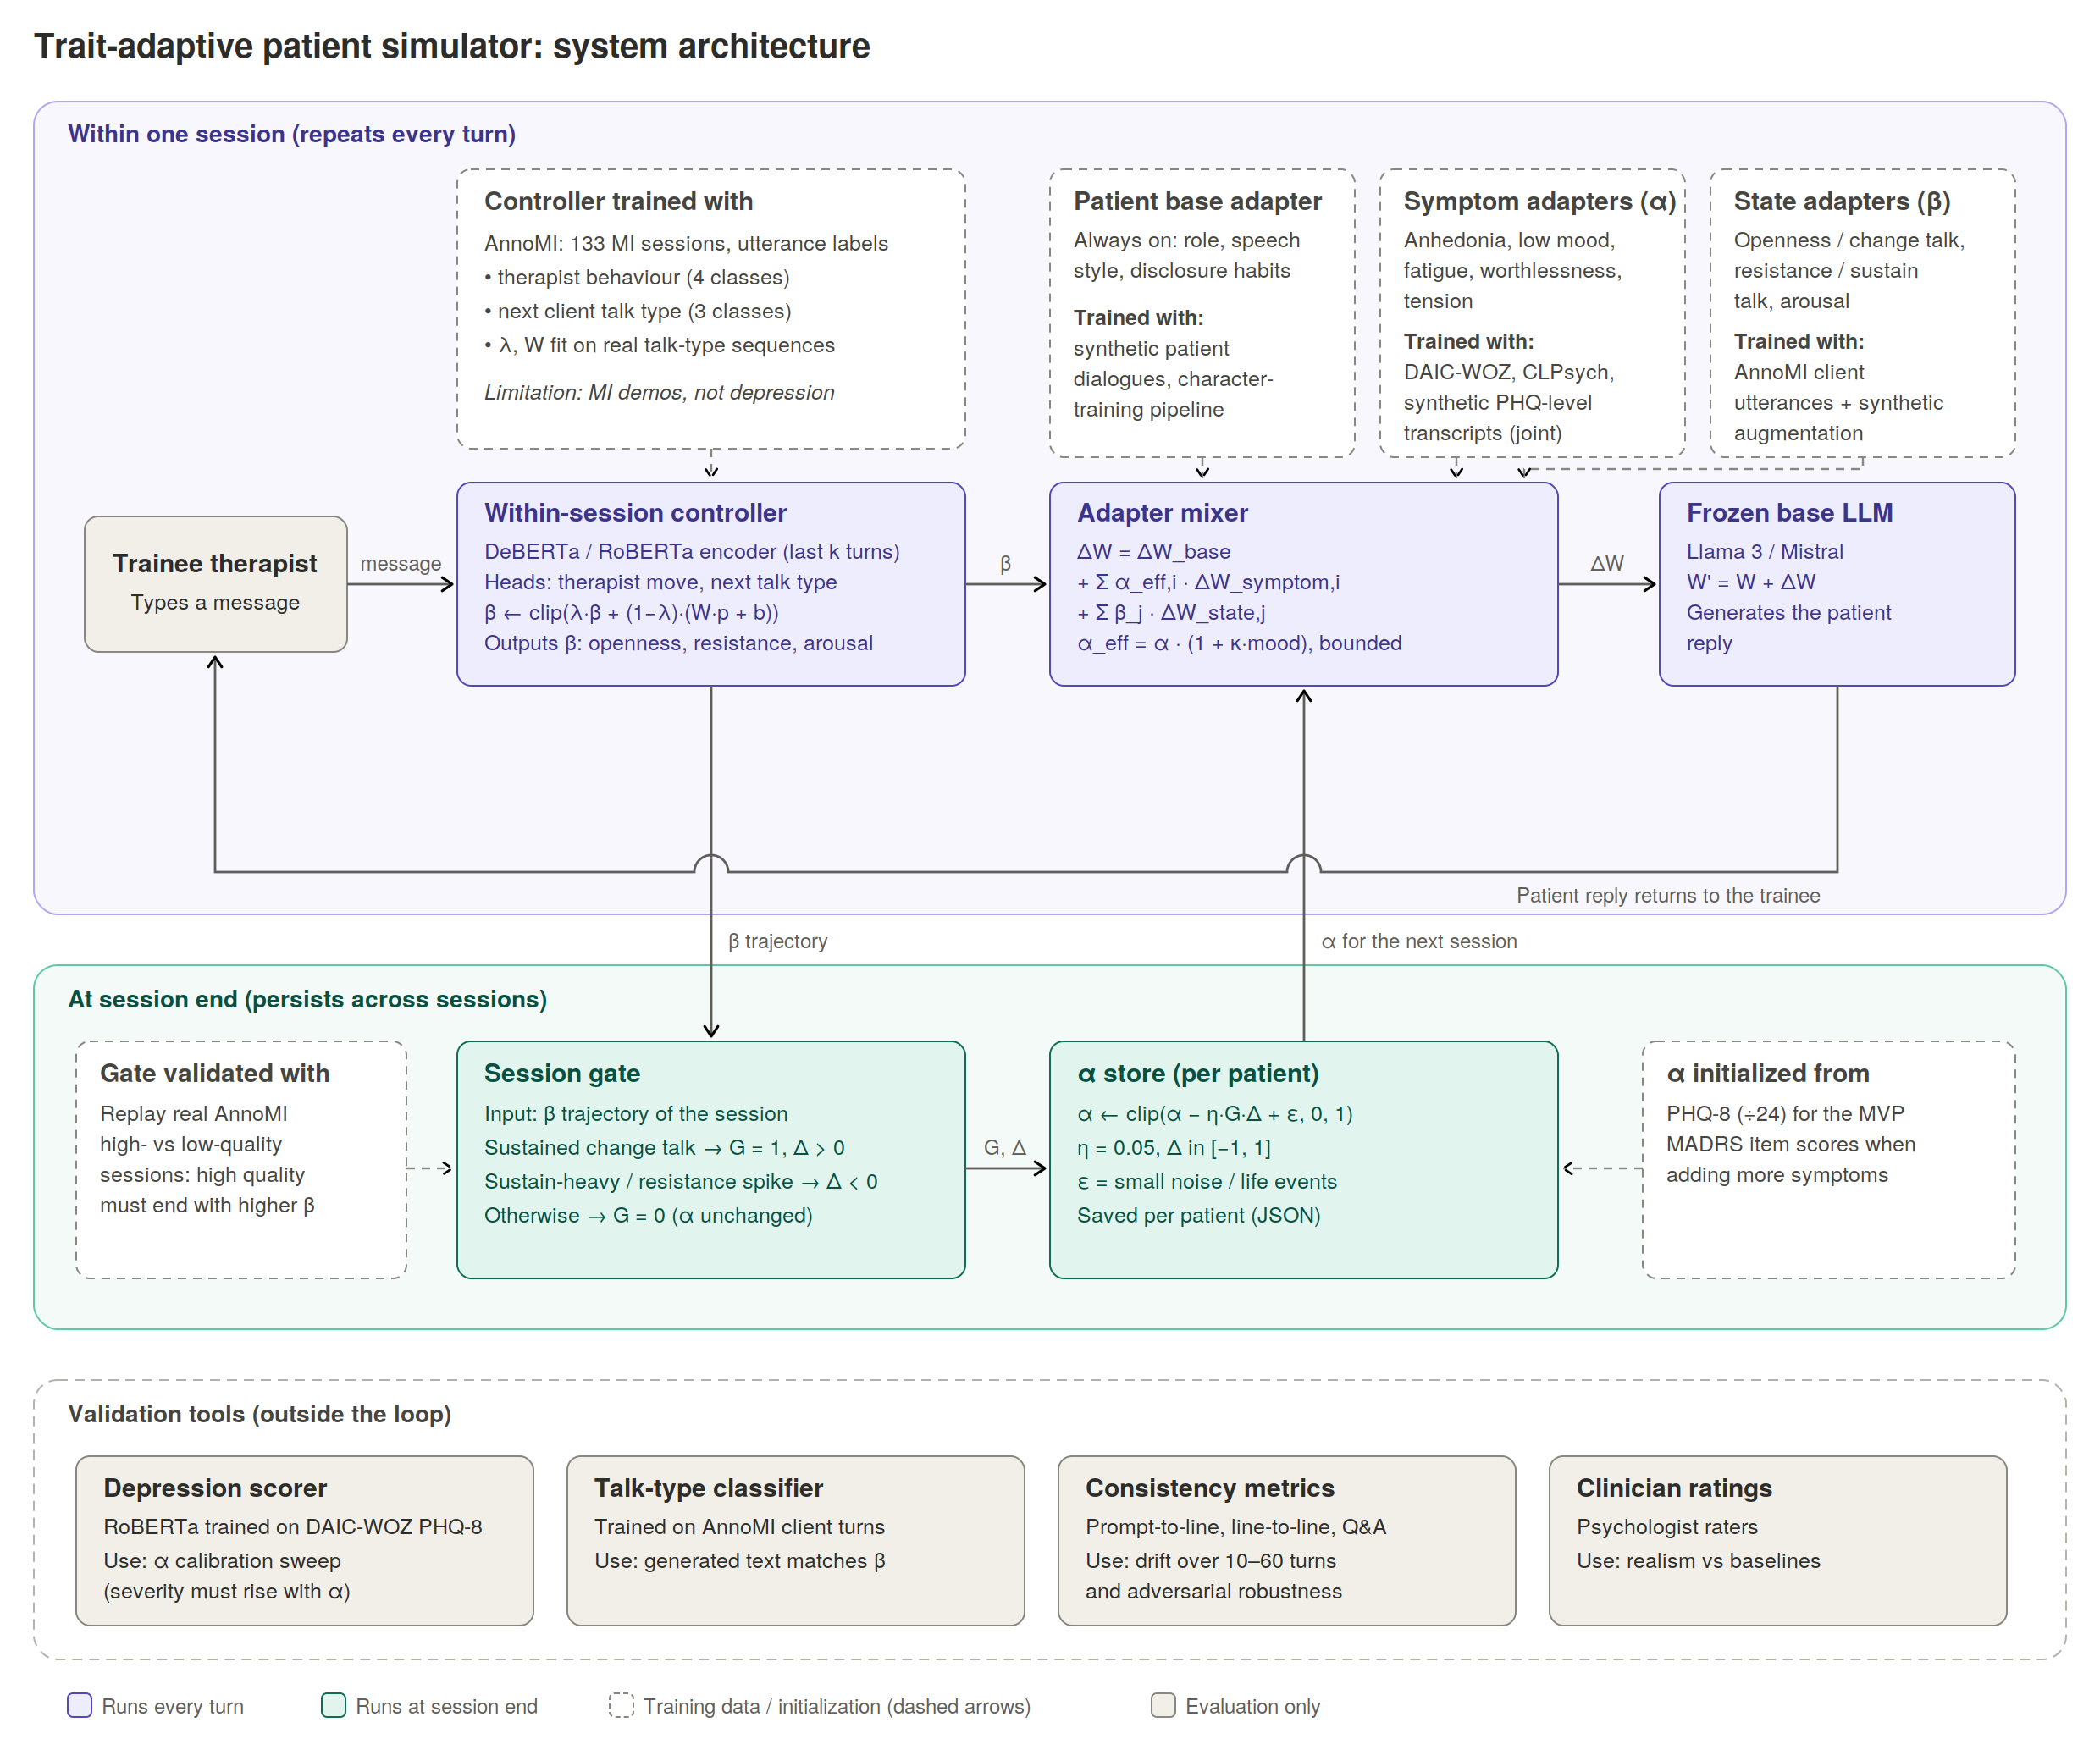 Trait-adaptive patient simulator: system architecture
Within one session (repeats every turn)
Controller trained with
AnnoMI: 133 MI sessions, utterance labels
• therapist behaviour (4 classes)
• next client talk type (3 classes)
• λ, W fit on real talk-type sequences
Limitation: MI demos, not depression
Patient base adapter
Always on: role, speech
style, disclosure habits
Trained with:
synthetic patient
dialogues, character-
training pipeline
Symptom adapters (α)
Anhedonia, low mood,
fatigue, worthlessness,
tension
Trained with:
DAIC-WOZ, CLPsych,
synthetic PHQ-level
transcripts (joint)
State adapters (β)
Openness / change talk,
resistance / sustain
talk, arousal
Trained with:
AnnoMI client
utterances + synthetic
augmentation
Trainee therapist
Types a message
message
Within-session controller
DeBERTa / RoBERTa encoder (last k turns)
Heads: therapist move, next talk type
β ← clip(λ·β + (1−λ)·(W·p + b))
Outputs β: openness, resistance, arousal
β
Adapter mixer
ΔW = ΔW_base
+ Σ α_eff,i · ΔW_symptom,i
+ Σ β_j · ΔW_state,j
α_eff = α · (1 + κ·mood), bounded
ΔW
Frozen base LLM
Llama 3 / Mistral
W' = W + ΔW
Generates the patient
reply
Patient reply returns to the trainee
β trajectory
α for the next session
At session end (persists across sessions)
Gate validated with
Replay real AnnoMI
high- vs low-quality
sessions: high quality
must end with higher β
Session gate
Input: β trajectory of the session
Sustained change talk → G = 1, Δ > 0
Sustain-heavy / resistance spike → Δ < 0
Otherwise → G = 0 (α unchanged)
G, Δ
α store (per patient)
α ← clip(α − η·G·Δ + ε, 0, 1)
η = 0.05, Δ in [−1, 1]
ε = small noise / life events
Saved per patient (JSON)
α initialized from
PHQ-8 (÷24) for the MVP
MADRS item scores when
adding more symptoms
Validation tools (outside the loop)
Depression scorer
RoBERTa trained on DAIC-WOZ PHQ-8
Use: α calibration sweep
(severity must rise with α)
Talk-type classifier
Trained on AnnoMI client turns
Use: generated text matches β
Consistency metrics
Prompt-to-line, line-to-line, Q&A
Use: drift over 10–60 turns
and adversarial robustness
Clinician ratings
Psychologist raters
Use: realism vs baselines
Runs every turn
Runs at session end
Training data / initialization (dashed arrows)
Evaluation only